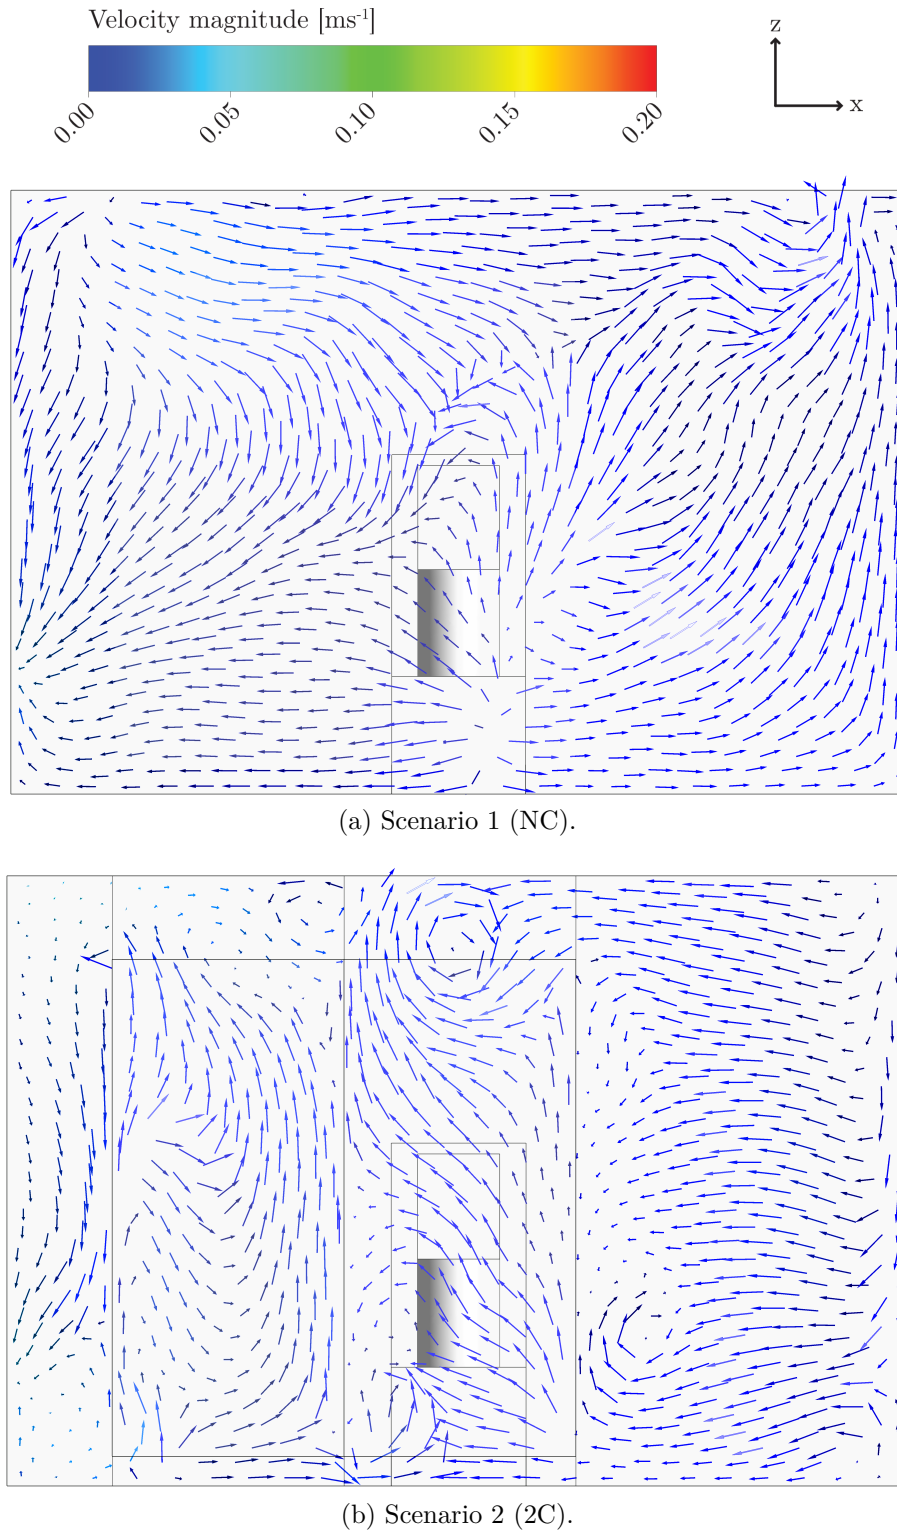 Velocity magnitude [ms⁻¹]
0.00 0.05 0.10 0.15 0.20
z
x
(a) Scenario 1 (NC).
(b) Scenario 2 (2C).